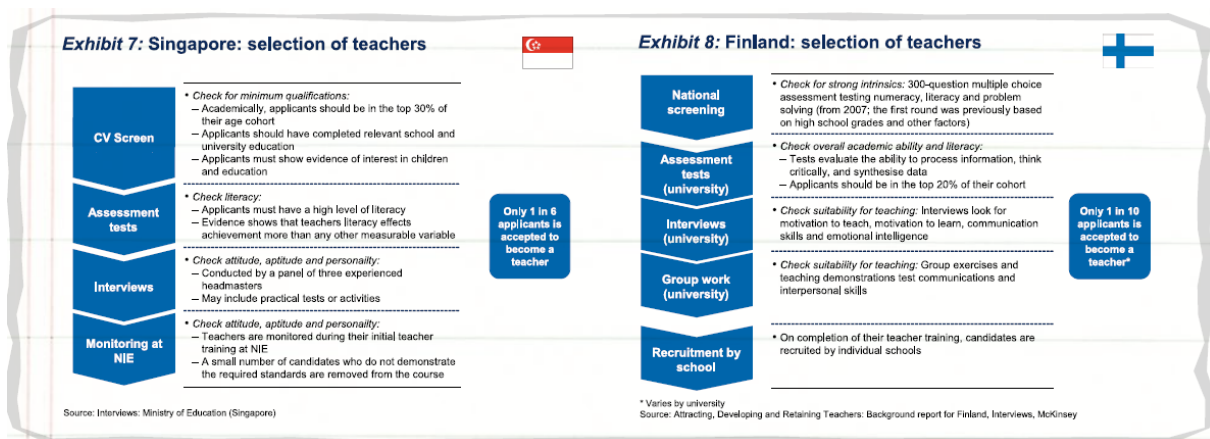 Exhibit 7: Singapore: selection of teachers
CV Screen
• Check for minimum qualifications:
– Academically, applicants should be in the top 30% of
their age cohort
– Applicants should have completed relevant school and
university education
– Applicants must show evidence of interest in children
and education
Assessment
tests
• Check literacy:
– Applicants must have a high level of literacy
– Evidence shows that teachers literacy effects
achievement more than any other measurable variable
Interviews
• Check attitude, aptitude and personality:
– Conducted by a panel of three experienced
headmasters
– May include practical tests or activities
Monitoring at
NIE
• Check attitude, aptitude and personality:
– Teachers are monitored during their initial teacher
training at NIE
– A small number of candidates who do not demonstrate
the required standards are removed from the course
Only 1 in 6
applicants is
accepted to
become a
teacher
Source: Interviews: Ministry of Education (Singapore)
Exhibit 8: Finland: selection of teachers
National
screening
• Check for strong intrinsics: 300-question multiple choice
assessment testing numeracy, literacy and problem
solving (from 2007; the first round was previously based
on high school grades and other factors)
Assessment
tests
(university)
• Check overall academic ability and literacy:
– Tests evaluate the ability to process information, think
critically, and synthesise data
– Applicants should be in the top 20% of their cohort
Interviews
(university)
• Check suitability for teaching: Interviews look for
motivation to teach, motivation to learn, communication
skills and emotional intelligence
Group work
(university)
• Check suitability for teaching: Group exercises and
teaching demonstrations test communications and
interpersonal skills
Recruitment by
school
• On completion of their teacher training, candidates are
recruited by individual schools
Only 1 in 10
applicants is
accepted to
become a
teacher*
* Varies by university
Source: Attracting, Developing and Retaining Teachers: Background report for Finland, Interviews, McKinsey